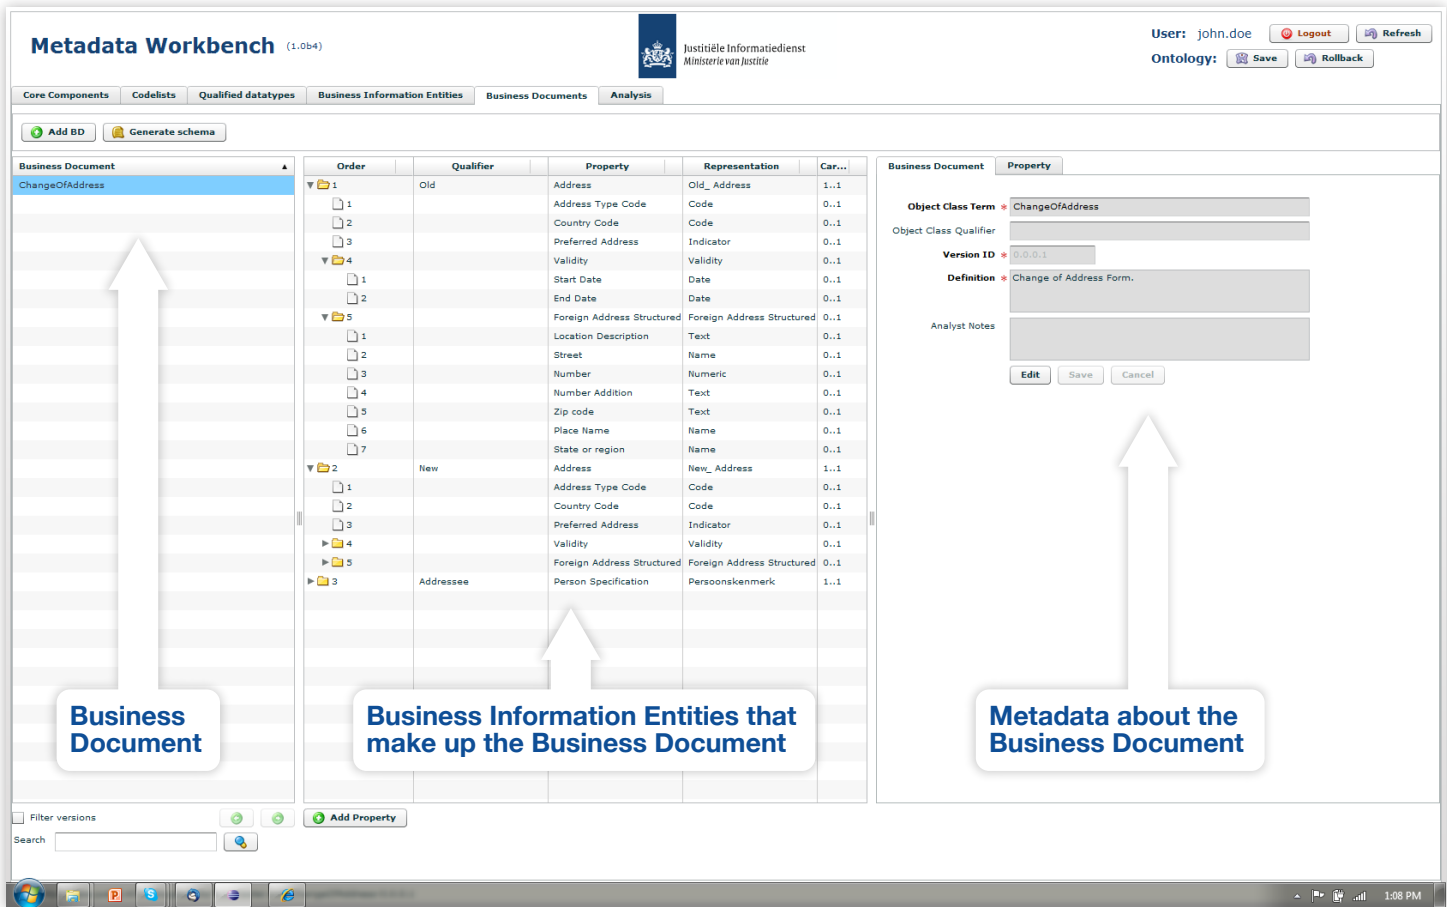 Metadata Workbench (1.0b4)
Justitiële Informatiedienst
Ministerie van Justitie
User: john.doe Logout Refresh
Ontology: Save Rollback
Core Components Codelists Qualified datatypes Business Information Entities Business Documents Analysis
Add BD Generate schema
Business Document
ChangeOfAddress
Order Qualifier Property Representation Car...
1 Old Address Old_ Address 1..1
1 Address Type Code Code 0..1
2 Country Code Code 0..1
3 Preferred Address Indicator 0..1
4 Validity Validity 0..1
1 Start Date Date 0..1
2 End Date Date 0..1
5 Foreign Address Structured Foreign Address Structured 0..1
1 Location Description Text 0..1
2 Street Name 0..1
3 Number Numeric 0..1
4 Number Addition Text 0..1
5 Zip code Text 0..1
6 Place Name Name 0..1
7 State or region Name 0..1
2 New Address New_ Address 1..1
1 Address Type Code Code 0..1
2 Country Code Code 0..1
3 Preferred Address Indicator 0..1
4 Validity Validity 0..1
5 Foreign Address Structured Foreign Address Structured 0..1
3 Addressee Person Specification Persoonskenmerk 1..1
Business Document Property
Object Class Term * ChangeOfAddress
Object Class Qualifier
Version ID * 0.0.0.1
Definition * Change of Address Form.
Analyst Notes
Edit Save Cancel
Business
Document
Business Information Entities that
make up the Business Document
Metadata about the
Business Document
Filter versions
Add Property
Search
1:08 PM